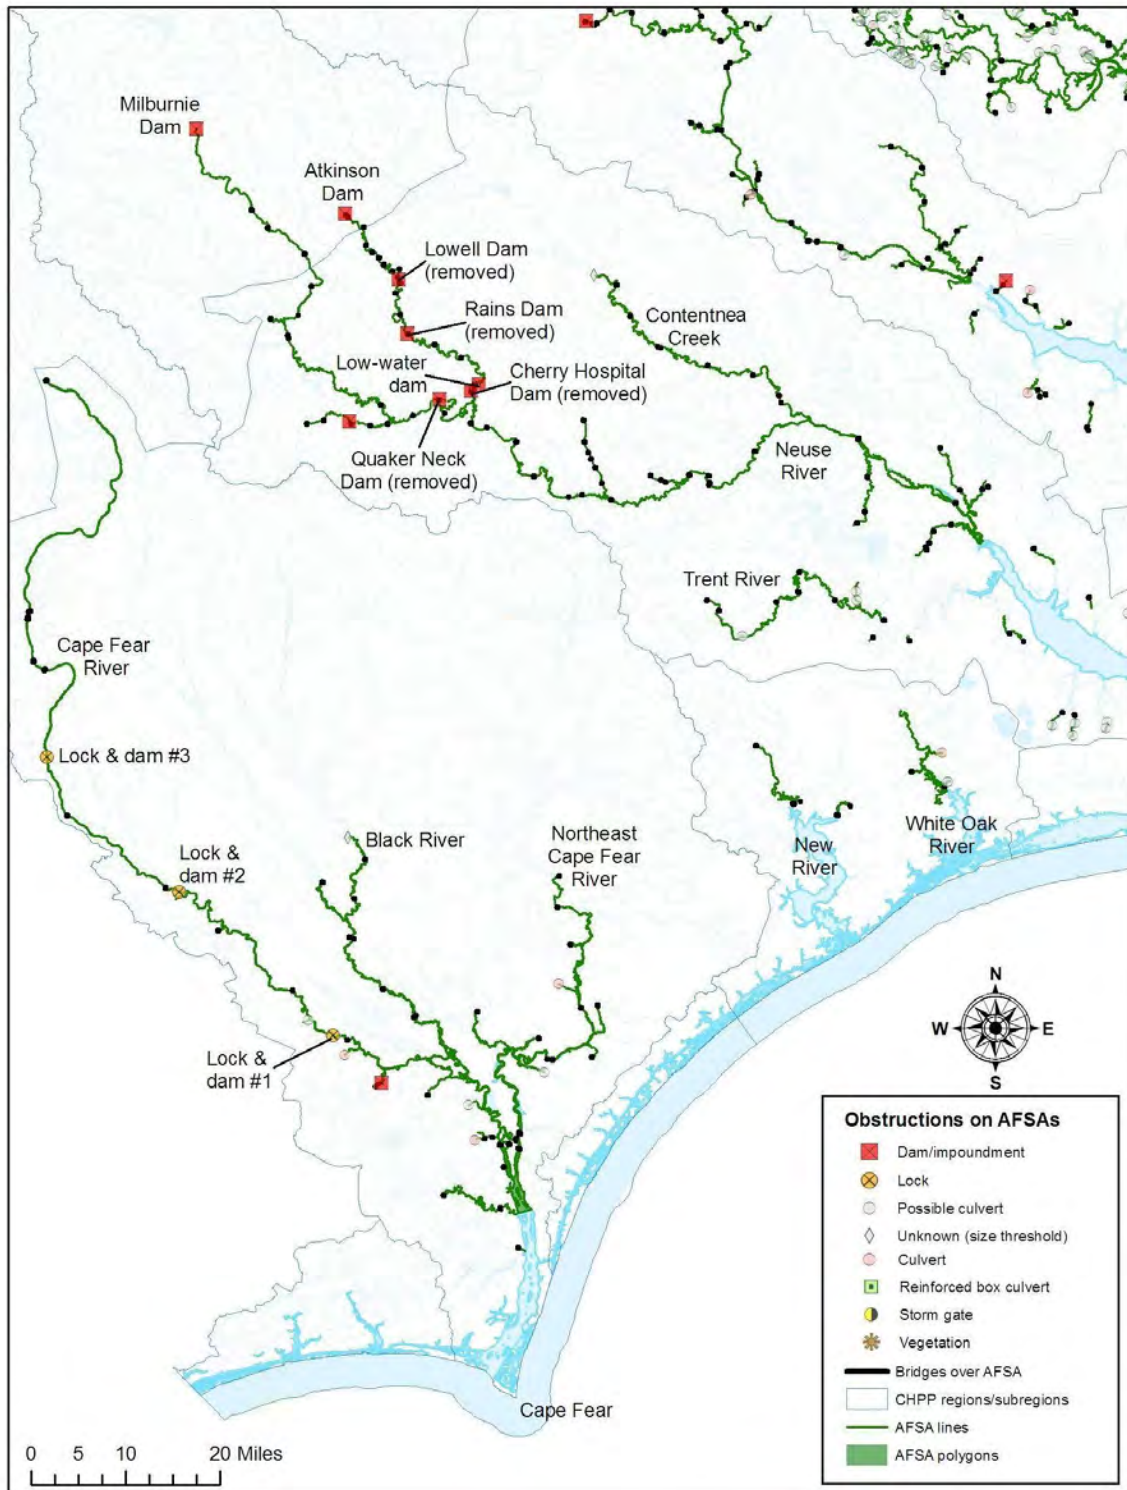 Milburnie
Dam
Atkinson
Dam
Lowell Dam
(removed)
Rains Dam
(removed)
Contentnea
Creek
Low-water
dam
Cherry Hospital
Dam (removed)
Quaker Neck
Dam (removed)
Neuse
River
Trent River
Cape Fear
River
Lock & dam #3
Black River
Northeast
Cape Fear
River
New
River
White Oak
River
Lock &
dam #2
Lock &
dam #1
N
W
E
S
Cape Fear
0
5
10
20 Miles
Obstructions on AFSAs
Dam/impoundment
Lock
Possible culvert
Unknown (size threshold)
Culvert
Reinforced box culvert
Storm gate
Vegetation
Bridges over AFSA
CHPP regions/subregions
AFSA lines
AFSA polygons